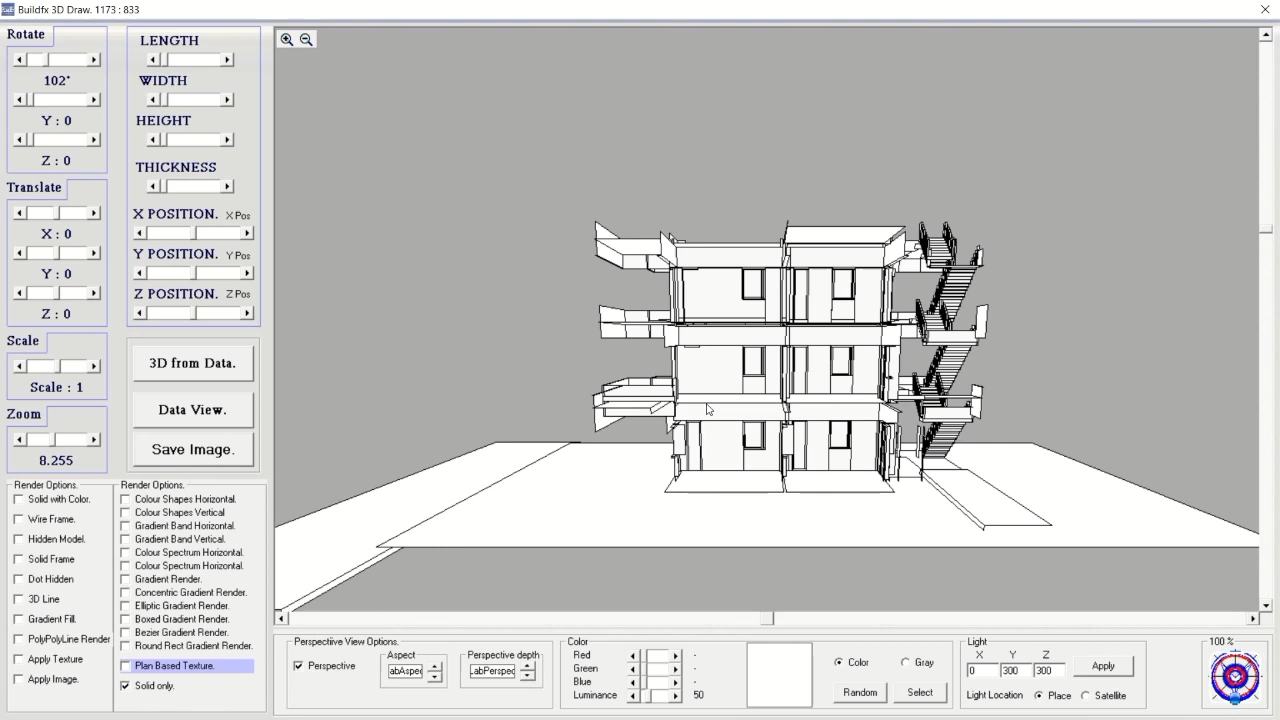 Buildfx 3D Draw. 1173 : 833
Rotate
102°
Y : 0
Z : 0
Translate
X : 0
Y : 0
Z : 0
Scale
Scale : 1
Zoom
8.255
LENGTH
WIDTH
HEIGHT
THICKNESS
X POSITION. X Pos
Y POSITION. Y Pos
Z POSITION. Z Pos
3D from Data.
Data View.
Save Image.
Render Options.
Solid with Color.
Wire Frame.
Hidden Model.
Solid Frame
Dot Hidden
3D Line
Gradient Fill.
PolyPolyLine Render
Apply Texture
Apply Image.
Render Options.
Colour Shapes Horizontal.
Colour Shapes Vertical
Gradient Band Horizontal.
Gradient Band Vertical.
Colour Spectrum Horizontal.
Colour Spectrum Horizontal.
Gradient Render.
Concentric Gradient Render.
Elliptic Gradient Render.
Boxed Gradient Render.
Bezier Gradient Render.
Round Rect Gradient Render.
Plan Based Texture.
Solid only.
Perspective View Options.
Perspective
Aspect
abAspec
Perspective depth
.abPerspec
Color
Red -
Green -
Blue -
Luminance 50
Color Gray
Random Select
Light
X Y Z
0 300 300 Apply
Light Location Place Satellite
100 %